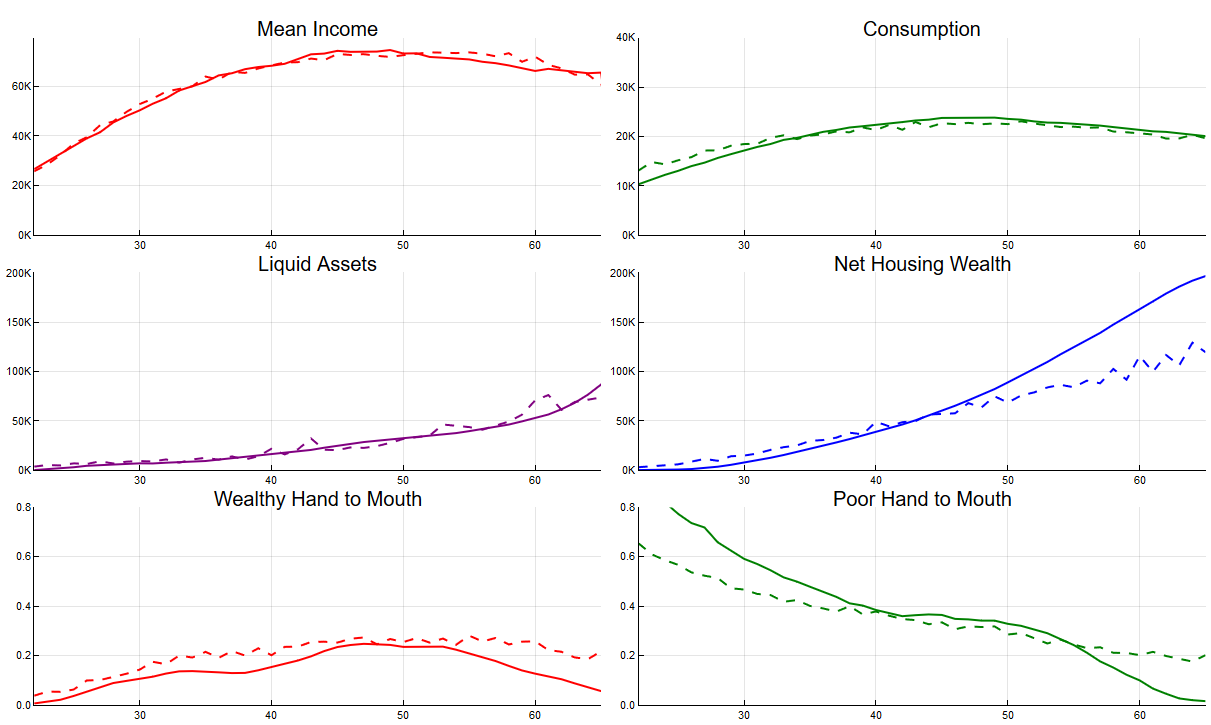 Mean Income
60K
40K
20K
0K
30 40 50 60
Consumption
40K
30K
20K
10K
0K
30 40 50 60
Liquid Assets
200K
150K
100K
50K
0K
30 40 50 60
Net Housing Wealth
200K
150K
100K
50K
0K
30 40 50 60
Wealthy Hand to Mouth
0.8
0.6
0.4
0.2
0.0
30 40 50 60
Poor Hand to Mouth
0.8
0.6
0.4
0.2
0.0
30 40 50 60